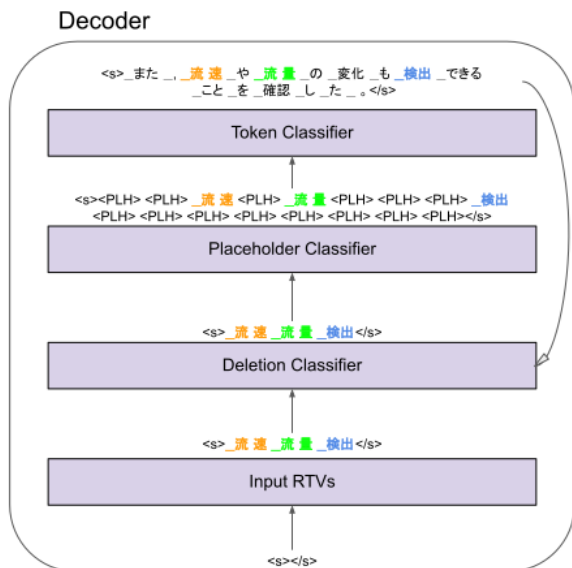 Decoder
<s>_また _, _流 速 _や _流 量 _の _変化 _も _検出 _できる
_こと _を _確認 _し _た _ 。</s>
Token Classifier
<s><PLH> <PLH> _流 速 <PLH> _流 量 <PLH> <PLH> <PLH> _検出
<PLH> <PLH> <PLH> <PLH> <PLH> <PLH> <PLH> <PLH></s>
Placeholder Classifier
<s>_流 速 _流 量 _検出</s>
Deletion Classifier
<s>_流 速 _流 量 _検出</s>
Input RTVs
<s></s>